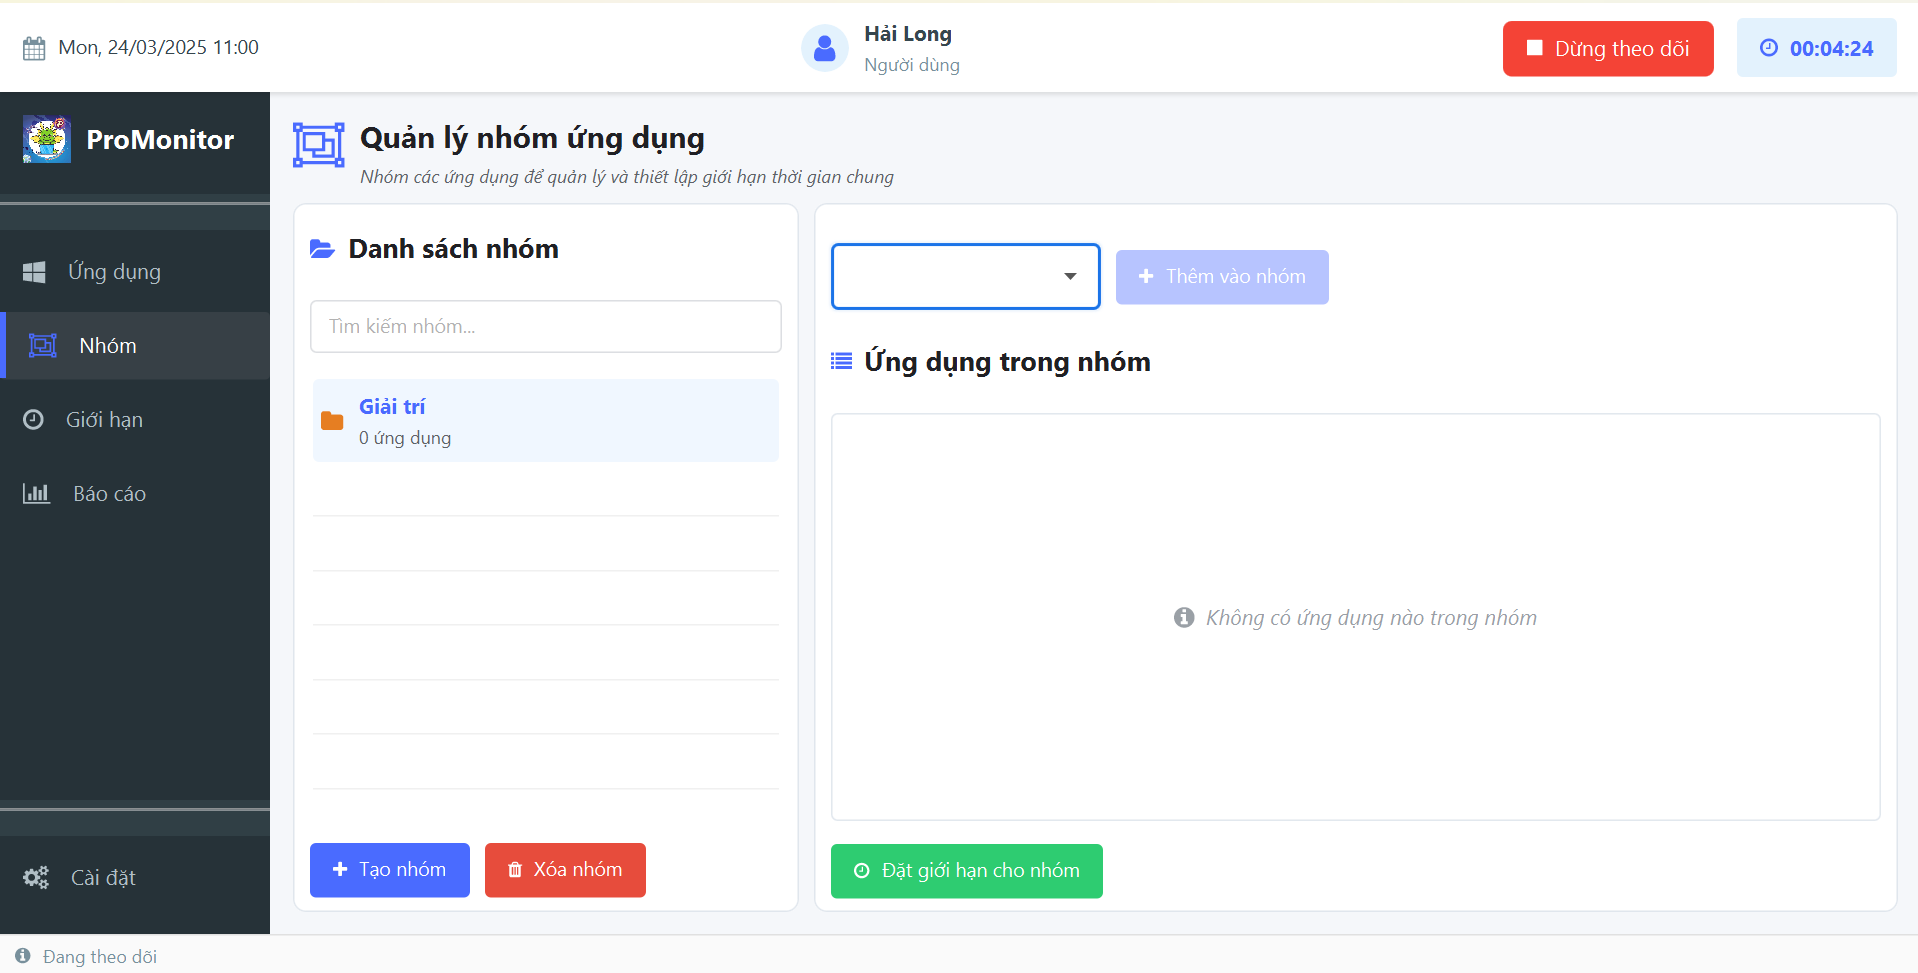 Mon, 24/03/2025 11:00
Hải Long
Người dùng
Dừng theo dõi
00:04:24
ProMonitor
Ứng dụng
Nhóm
Giới hạn
Báo cáo
Cài đặt
Quản lý nhóm ứng dụng
Nhóm các ứng dụng để quản lý và thiết lập giới hạn thời gian chung
Danh sách nhóm
Tìm kiếm nhóm...
Giải trí
0 ứng dụng
Tạo nhóm
Xóa nhóm
Thêm vào nhóm
Ứng dụng trong nhóm
Không có ứng dụng nào trong nhóm
Đặt giới hạn cho nhóm
Đang theo dõi